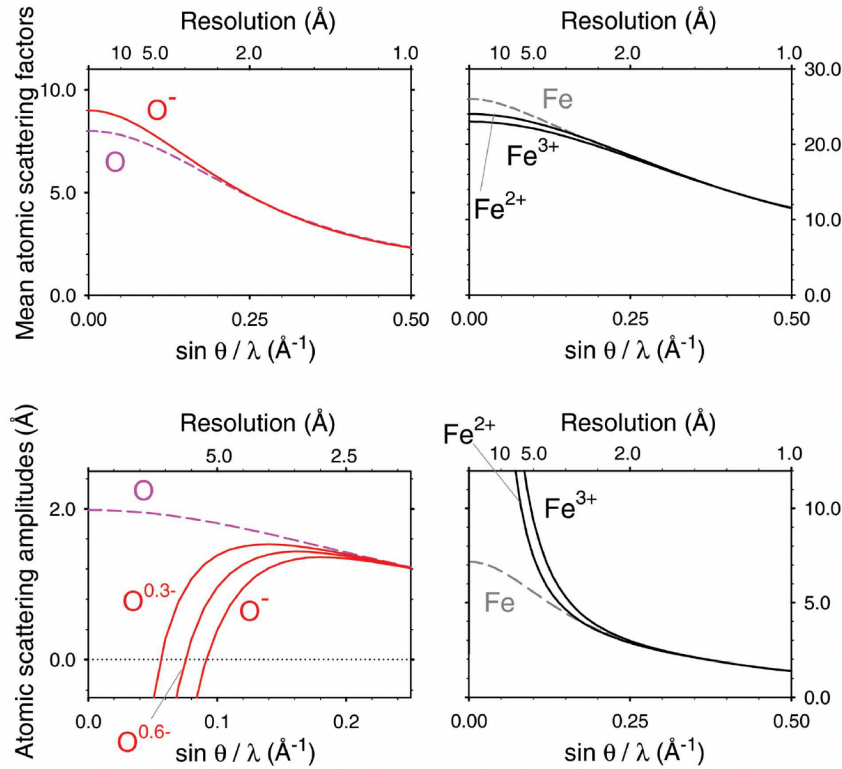 Resolution (Å)
10 5.0 2.0 1.0
Mean atomic scattering factors
10.0
5.0
0.0
O⁻
O
0.00 0.25 0.50
sin θ / λ (Å⁻¹)
Resolution (Å)
10 5.0 2.0 1.0
30.0
20.0
10.0
0.0
Fe
Fe³⁺
Fe²⁺
0.00 0.25 0.50
sin θ / λ (Å⁻¹)
Resolution (Å)
5.0 2.5
Atomic scattering amplitudes (Å)
2.0
0.0
O
O⁰·³⁻
O⁻
O⁰·⁶⁻
0.0 0.1 0.2
sin θ / λ (Å⁻¹)
Resolution (Å)
Fe²⁺
10 5.0 2.0 1.0
10.0
5.0
0.0
Fe³⁺
Fe
0.00 0.25 0.50
sin θ / λ (Å⁻¹)